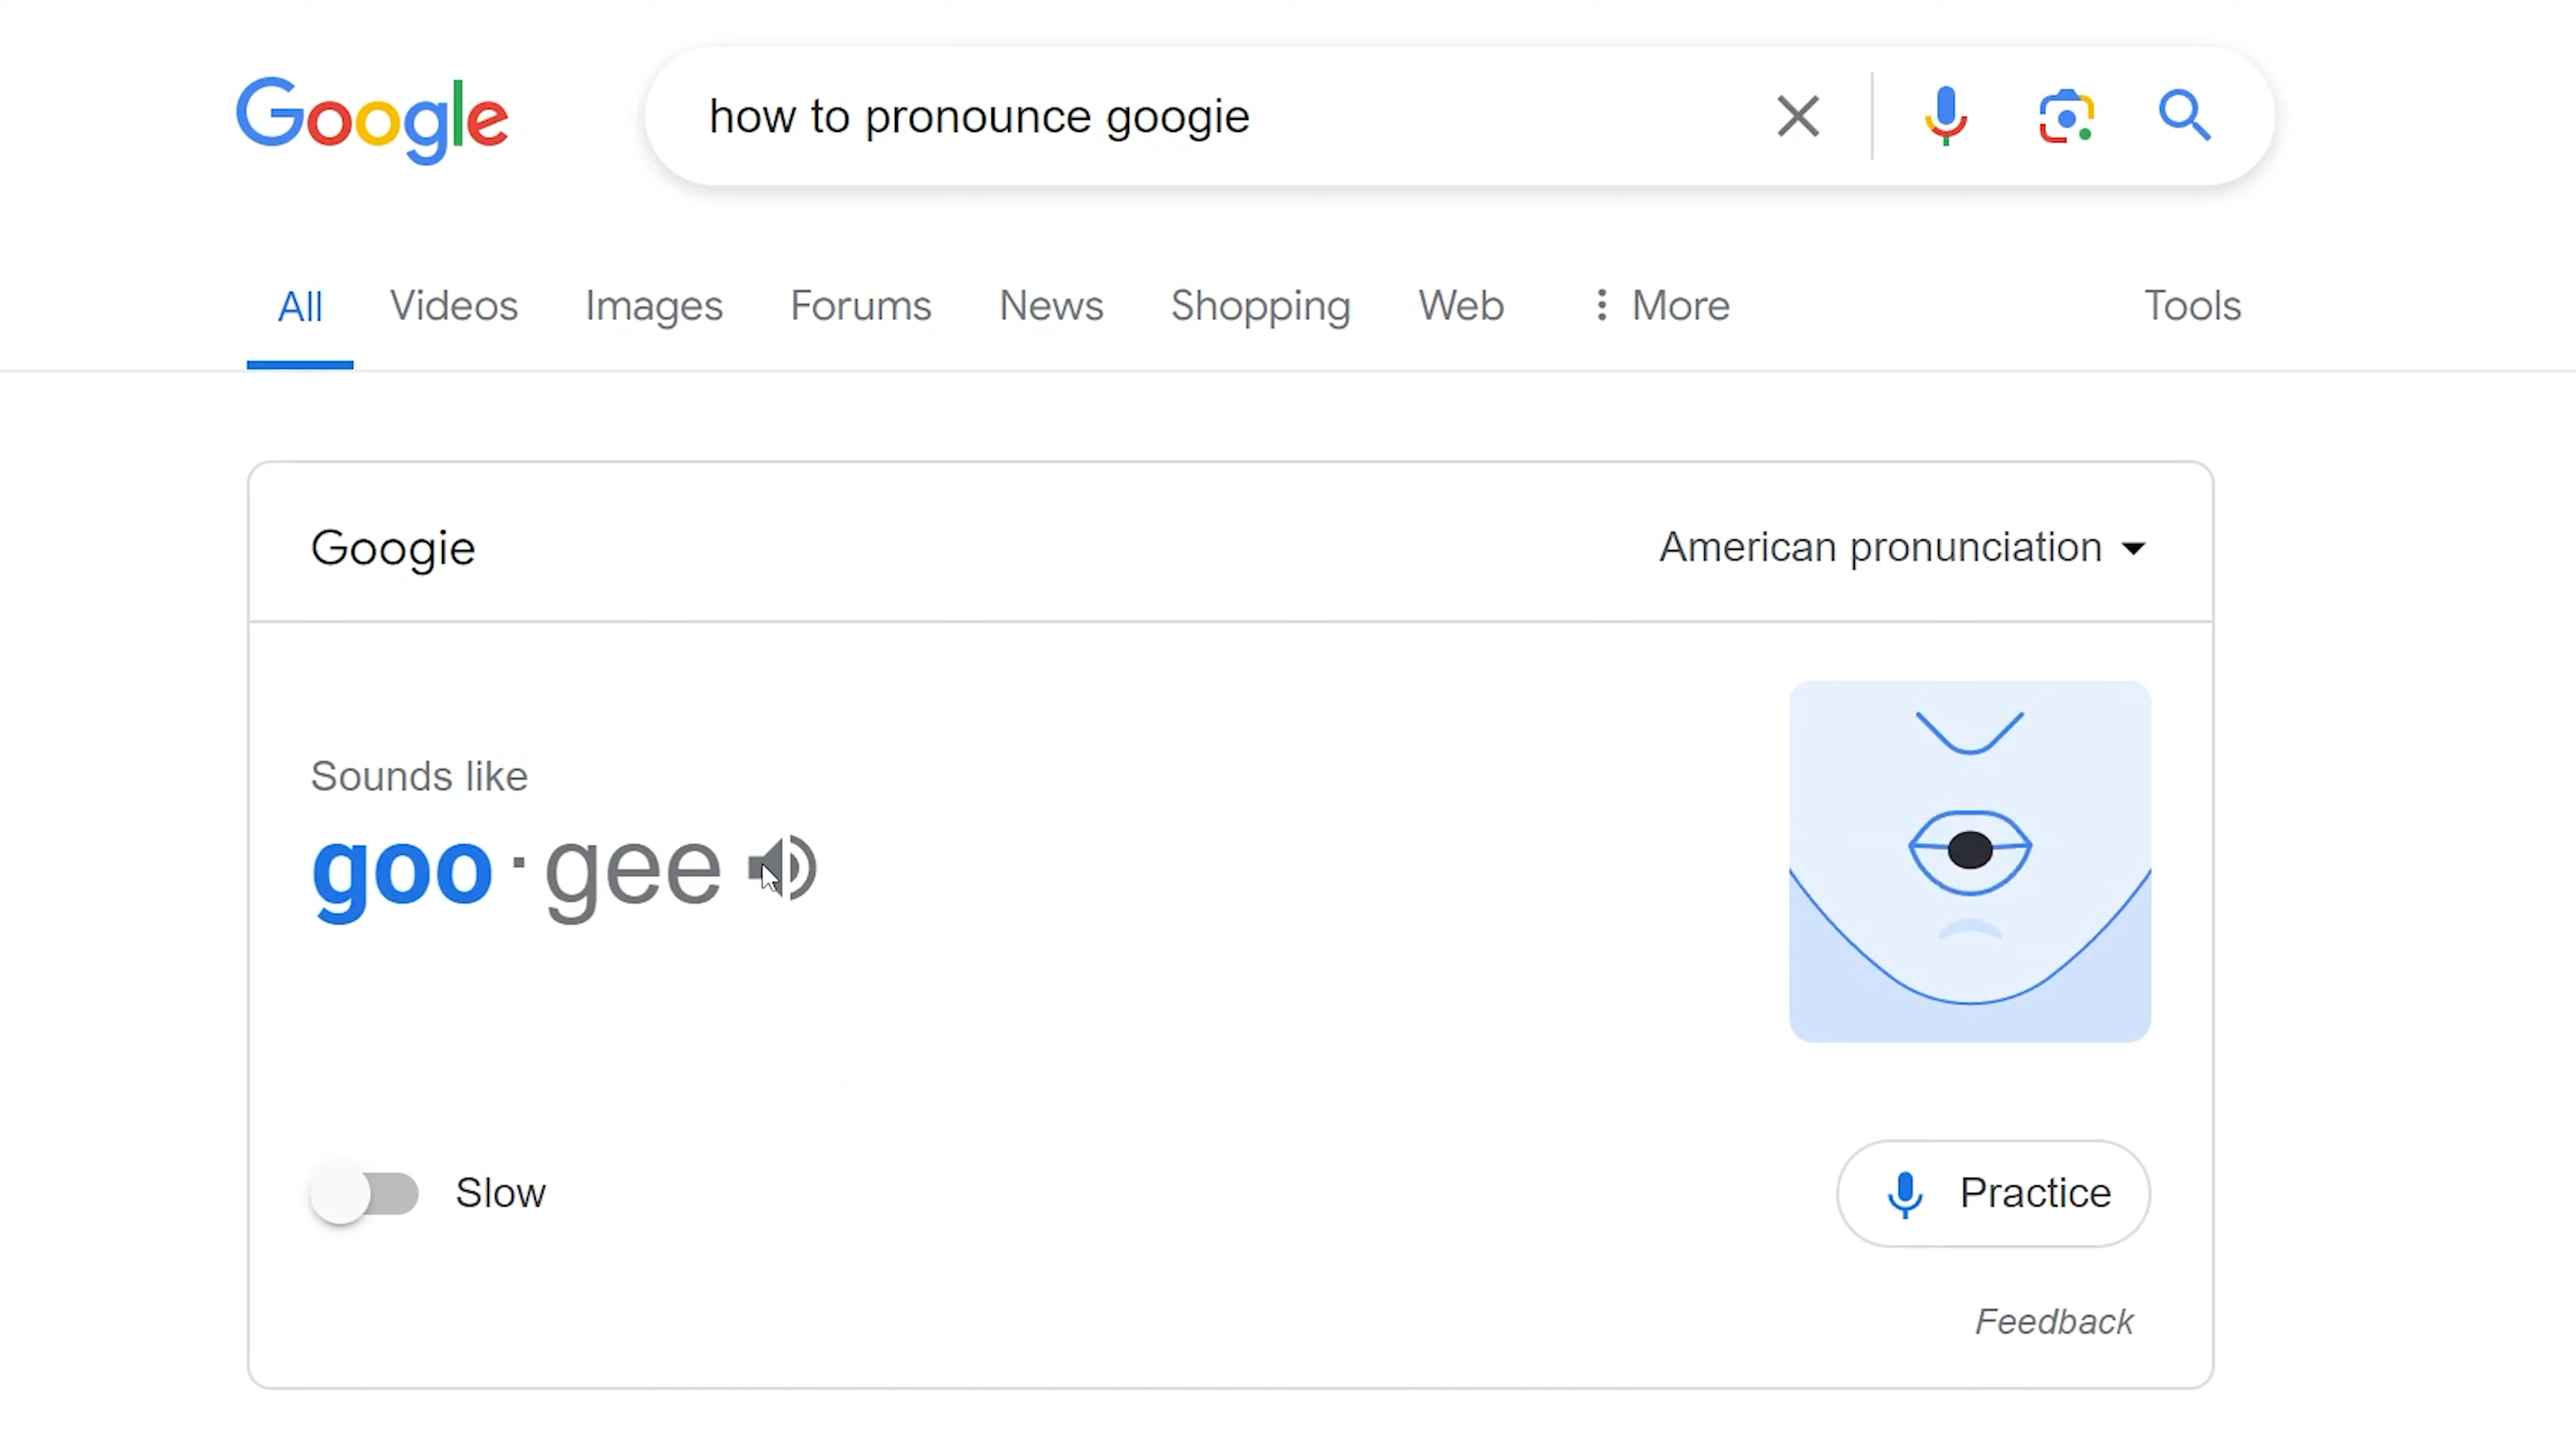 Google
how to pronounce googie
All Videos Images Forums News Shopping Web More Tools
Googie American pronunciation
Sounds like
goo · gee
Slow Practice
Feedback